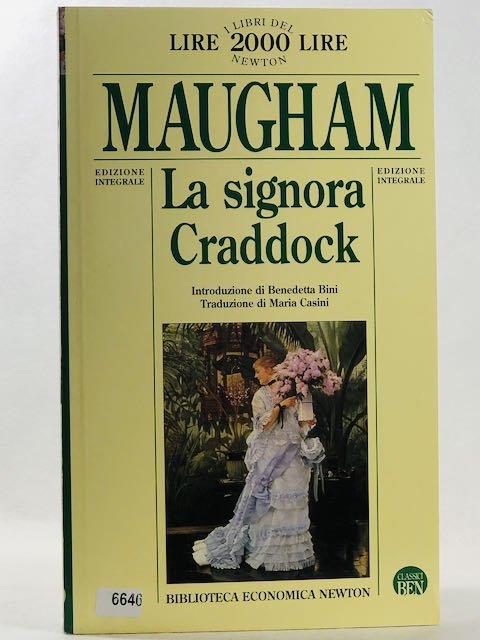 I LIBRI DEL
LIRE 2000 LIRE
NEWTON
MAUGHAM
EDIZIONE
INTEGRALE
La signora
Craddock
EDIZIONE
INTEGRALE
Introduzione di Benedetta Bini
Traduzione di Maria Casini
6646
BIBLIOTECA ECONOMICA NEWTON
CLASSICI
BEN